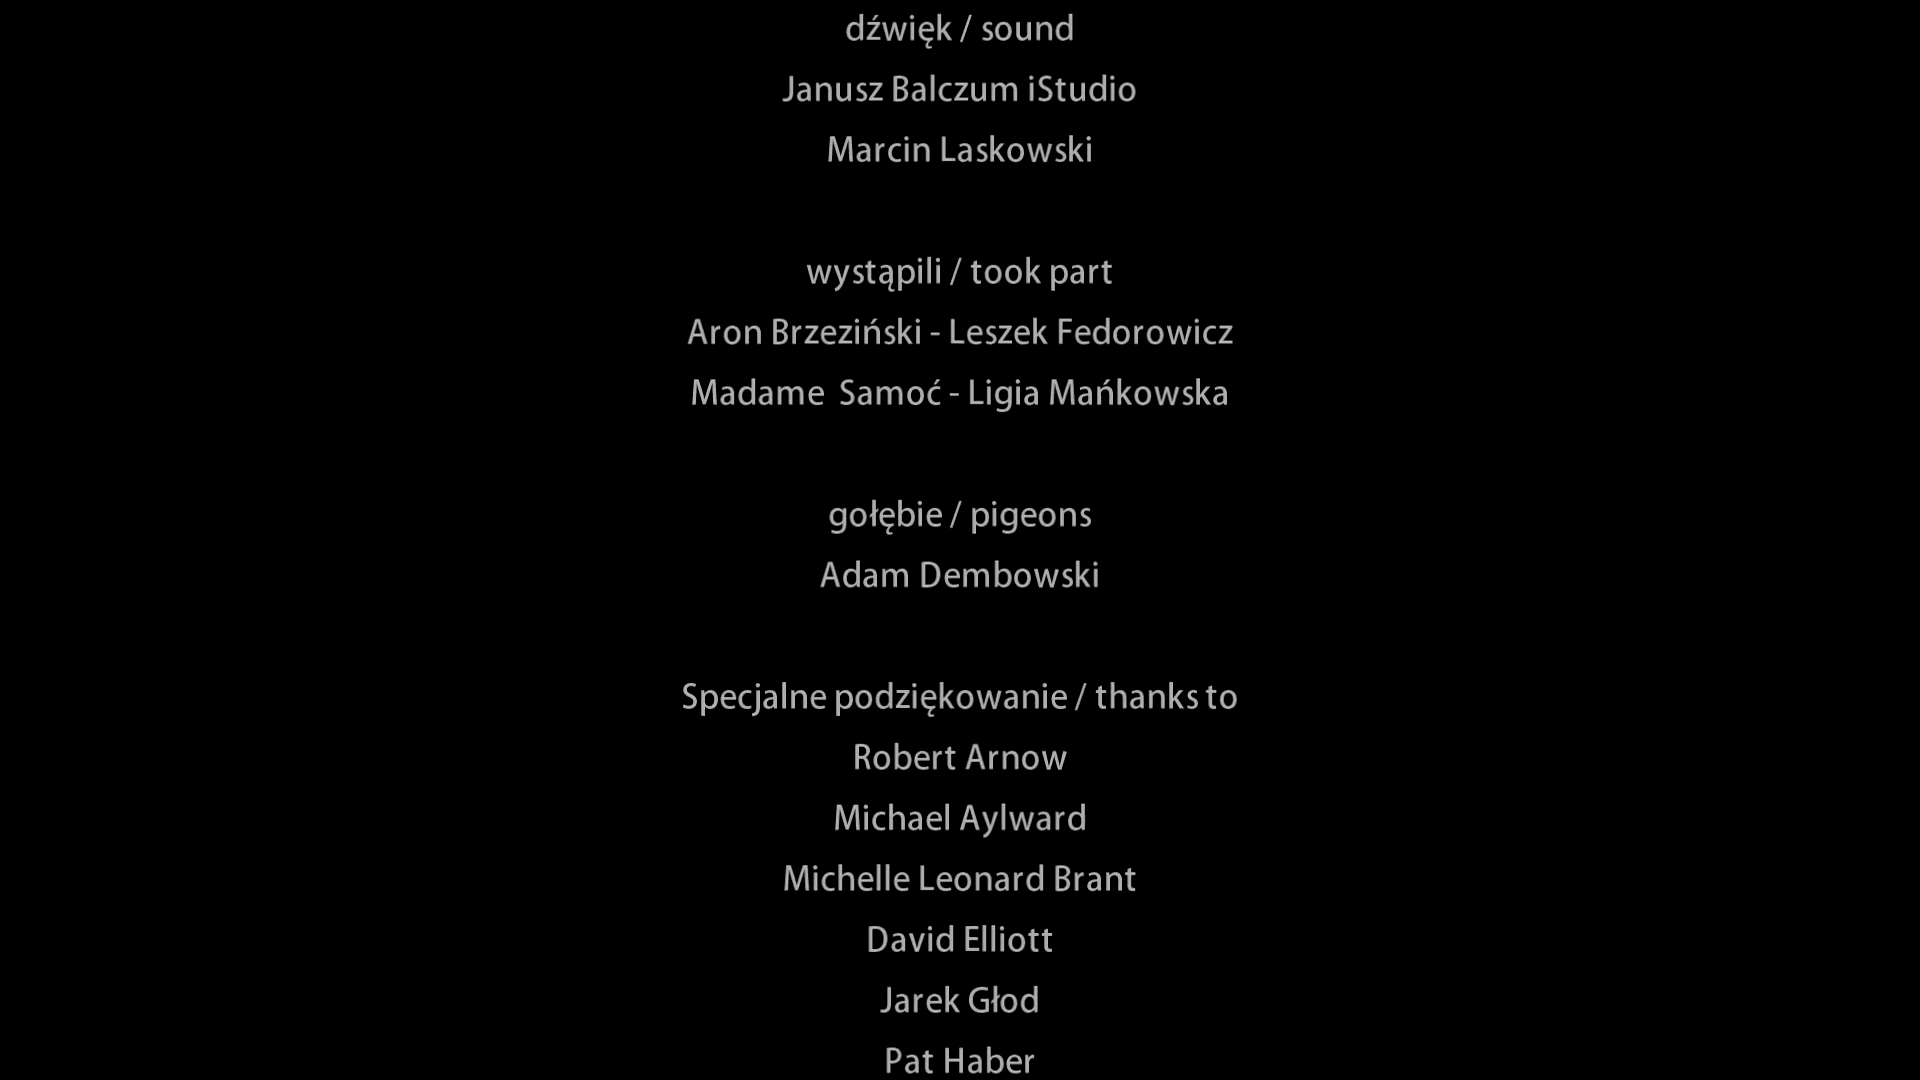 dźwięk / sound
Janusz Balczum iStudio
Marcin Laskowski
wystąpili / took part
Aron Brzeziński - Leszek Fedorowicz
Madame  Samoć - Ligia Mańkowska
gołębie / pigeons
Adam Dembowski
Specjalne podziękowanie / thanks to
Robert Arnow
Michael Aylward
Michelle Leonard Brant
David Elliott
Jarek Głod
Pat Haber